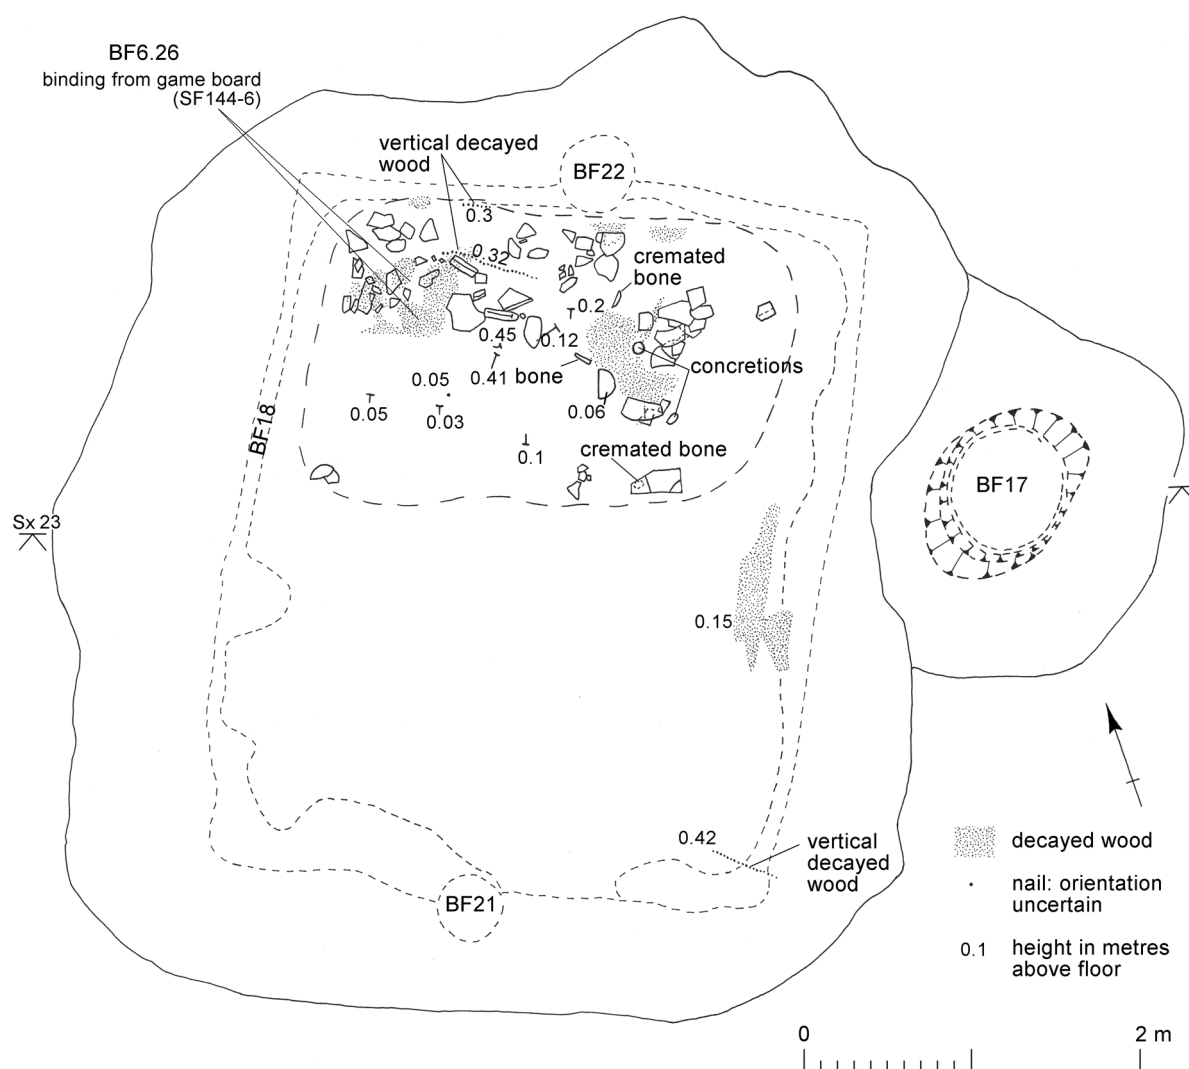 BF6.26
binding from game board
(SF144-6)
vertical decayed
wood
BF22
0.3
0.32
cremated
bone
0.2
0.45
0.12
0.41 bone
concretions
0.05
0.05
0.03
0.06
0.1
cremated bone
BF18
BF17
Sx 23
0.15
0.42
vertical
decayed
wood
BF21
decayed wood
nail: orientation
uncertain
0.1 height in metres
above floor
0 2 m